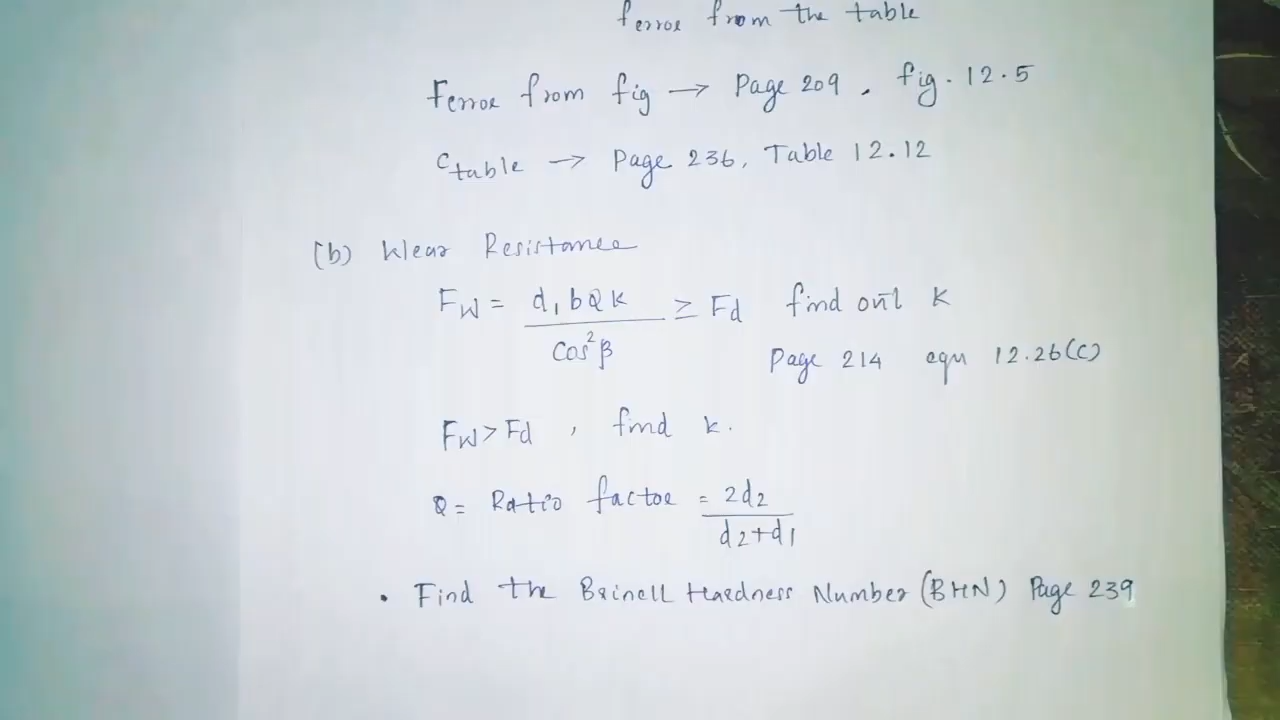 ferror from the table
Ferror from fig → Page 209, fig. 12.5
Ctable → Page 236, Table 12.12
(b) Wear Resistance
FW = d1bQk / Cos²β ≥ Fd find out K
Page 214 eqn 12.26(c)
FW > Fd , find k.
Q = Ratio factor = 2d2 / d2+d1
• Find the Brinell Hardness Number (BHN) Page 239